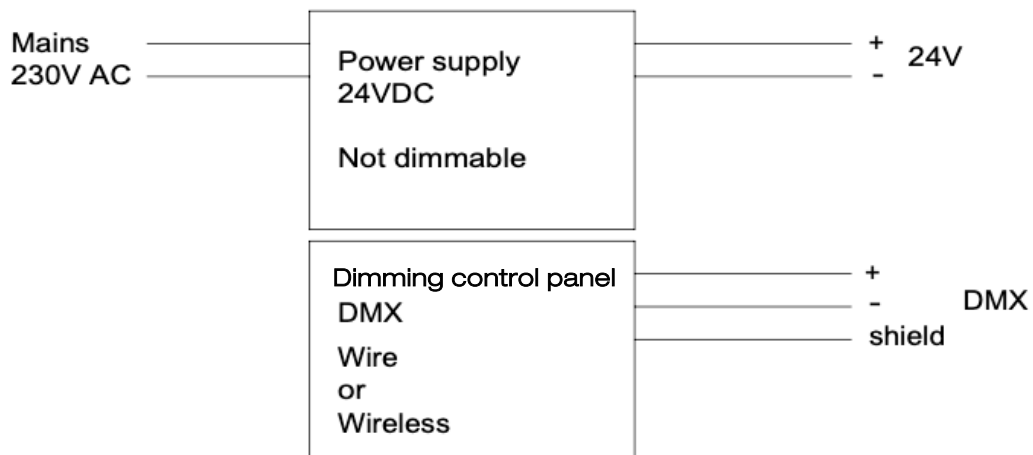 Mains
230V AC
Power supply
24VDC
Not dimmable
+
-
24V
Dimming control panel
DMX
Wire
or
Wireless
+
-
shield
DMX